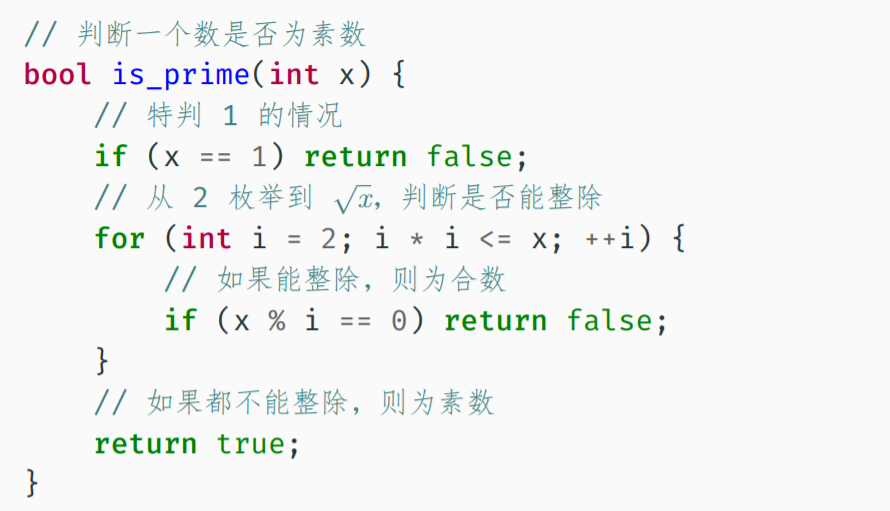 // 判断一个数是否为素数
bool is_prime(int x) {
    // 特判 1 的情况
    if (x == 1) return false;
    // 从 2 枚举到 √x，判断是否能整除
    for (int i = 2; i * i <= x; ++i) {
        // 如果能整除，则为合数
        if (x % i == 0) return false;
    }
    // 如果都不能整除，则为素数
    return true;
}